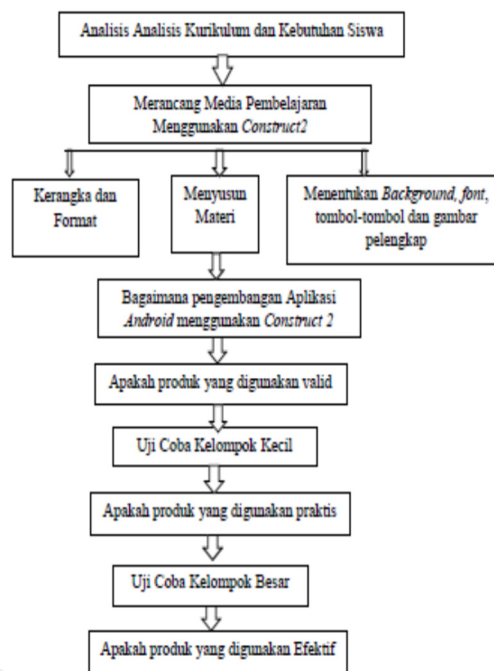 Analisis Analisis Kurikulum dan Kebutuhan Siswa
Merancang Media Pembelajaran
Menggunakan Construct2
Kerangka dan
Format
Menyusun
Materi
Menentukan Background, font,
tombol-tombol dan gambar
pelengkap
Bagaimana pengembangan Aplikasi
Android menggunakan Construct 2
Apakah produk yang digunakan valid
Uji Coba Kelompok Kecil
Apakah produk yang digunakan praktis
Uji Coba Kelompok Besar
Apakah produk yang digunakan Efektif